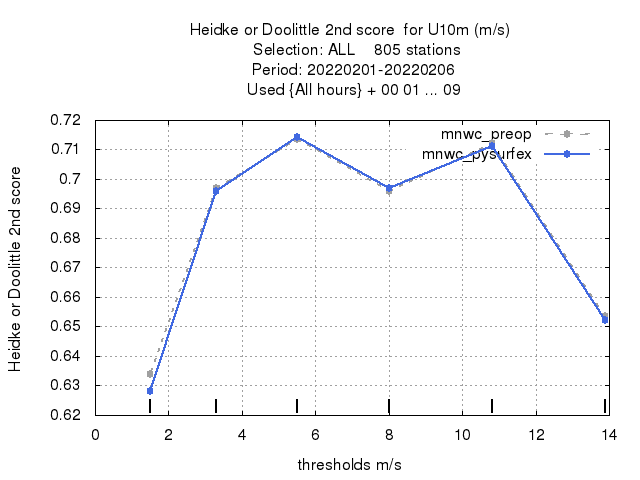 Heidke or Doolittle 2nd score  for U10m (m/s)
Selection: ALL    805 stations
Period: 20220201-20220206
Used {All hours} + 00 01 ... 09
mnwc_preop
mnwc_pysurfex
Heidke or Doolittle 2nd score
0.72
0.71
0.7
0.69
0.68
0.67
0.66
0.65
0.64
0.63
0.62
0 2 4 6 8 10 12 14
thresholds m/s